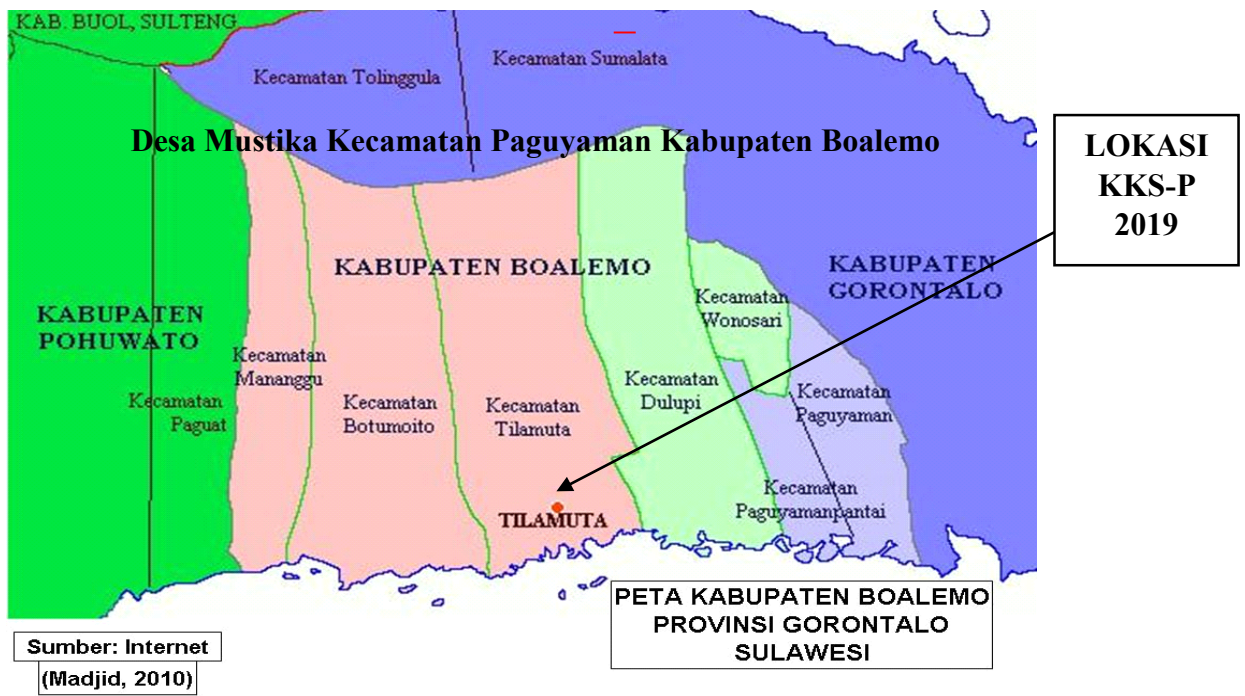 KAB. BUOL, SULTENG
Kecamatan Tolinggula
Kecamatan Sumalata
Desa Mustika Kecamatan Paguyaman Kabupaten Boalemo
LOKASI
KKS-P
2019
KABUPATEN BOALEMO
KABUPATEN
GORONTALO
KABUPATEN
POHUWATO
Kecamatan
Wonosari
Kecamatan
Mananggu
Kecamatan
Paguat
Kecamatan
Botumoito
Kecamatan
Tilamuta
Kecamatan
Dulupi
Kecamatan
Paguyaman
Kecamatan
Paguyamanpantai
TILAMUTA
PETA KABUPATEN BOALEMO
PROVINSI GORONTALO
SULAWESI
Sumber: Internet
(Madjid, 2010)